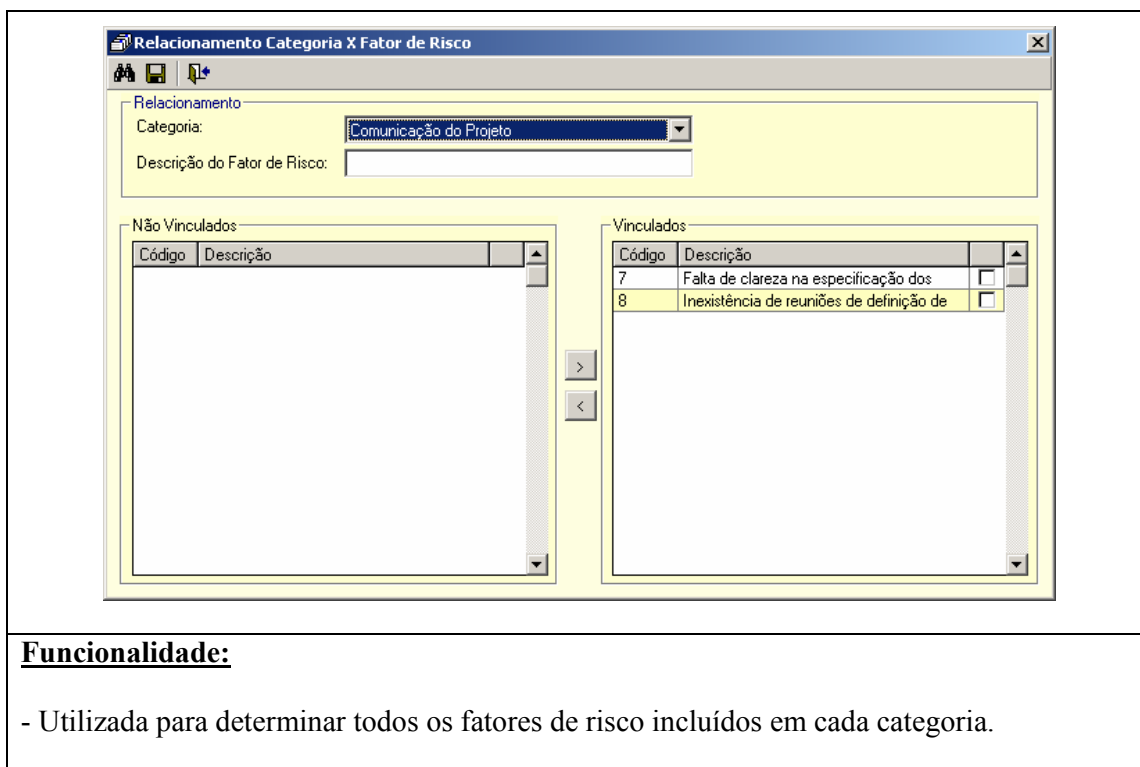 Relacionamento Categoria X Fator de Risco
Relacionamento
Categoria: Comunicação do Projeto
Descrição do Fator de Risco:
Não Vinculados
Código Descrição
Vinculados
Código Descrição
7 Falta de clareza na especificação dos
8 Inexistência de reuniões de definição de
>
<
Funcionalidade:
- Utilizada para determinar todos os fatores de risco incluídos em cada categoria.